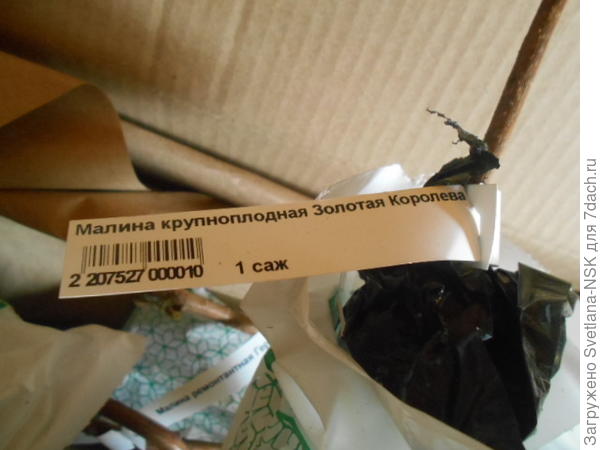 Малина крупноплодная Золотая Королева
2 207527 000010
1 саж
Малина ремонтантная
Загружено Svetlana-NSK для 7dach.ru